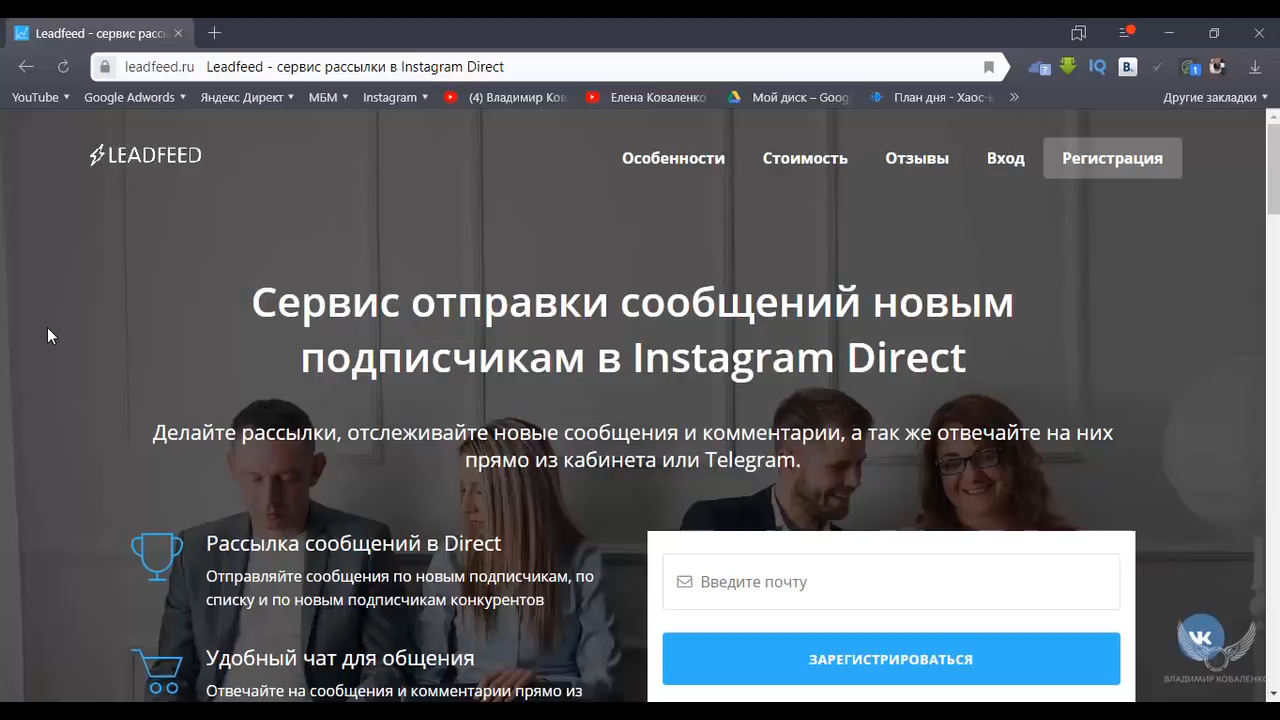 Leadfeed - сервис расс
leadfeed.ru Leadfeed - сервис рассылки в Instagram Direct
YouTube Google Adwords Яндекс Директ МБМ Instagram (4) Владимир Ков Елена Коваленко Мой диск – Goog План дня - Хаос- Другие закладки
LEADFEED Особенности Стоимость Отзывы Вход Регистрация
Сервис отправки сообщений новым
подписчикам в Instagram Direct
Делайте рассылки, отслеживайте новые сообщения и комментарии, а так же отвечайте на них
прямо из кабинета или Telegram.
Рассылка сообщений в Direct
Отправляйте сообщения по новым подписчикам, по
списку и по новым подписчикам конкурентов
Удобный чат для общения
Отвечайте на сообщения и комментарии прямо из
Введите почту
ЗАРЕГИСТРИРОВАТЬСЯ
ВЛАДИМИР КОВАЛЕНКО